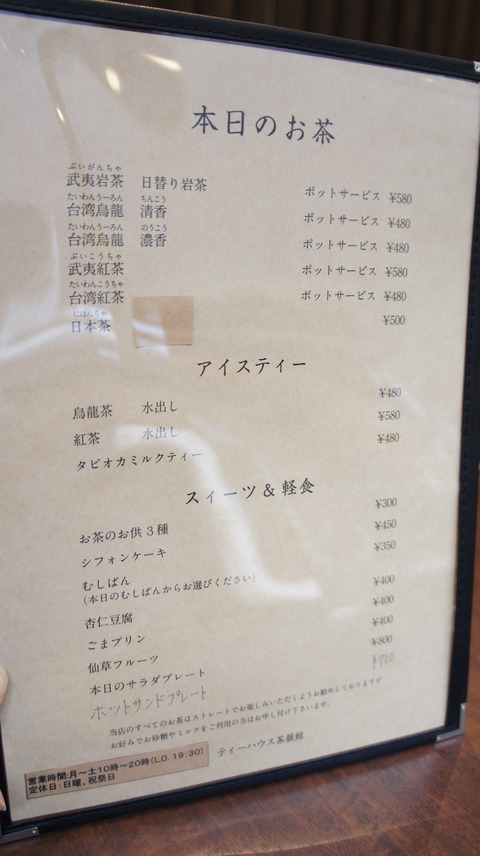 本日のお茶
ぶいがんちゃ
武夷岩茶 日替り岩茶 ポットサービス ¥580
たいわんうーろん ちんこう
台湾烏龍 清香 ポットサービス ¥480
たいわんうーろん のうこう
台湾烏龍 濃香 ポットサービス ¥480
ぶいこうちゃ
武夷紅茶 ポットサービス ¥580
たいわんこうちゃ
台湾紅茶 ポットサービス ¥480
にほんちゃ
日本茶 ¥500
アイスティー
烏龍茶 水出し ¥480
紅茶 水出し ¥580
タピオカミルクティー ¥480
スィーツ & 軽食
お茶のお供3種 ¥300
シフォンケーキ ¥450
むしぱん ¥350
(本日のむしぱんからお選びください)
杏仁豆腐 ¥400
ごまプリン ¥400
仙草フルーツ ¥400
本日のサラダプレート ¥800
ホットサンドプレート ¥700
当店のすべてのお茶はストレートでお楽しみいただくようお勧めしておりますが
お好みでお砂糖やミルクをご利用の方はお申し付け下さいませ。
ティーハウス茶韻館
営業時間:月〜土10時〜20時(L.O. 19:30)
定休日:日曜、祝祭日